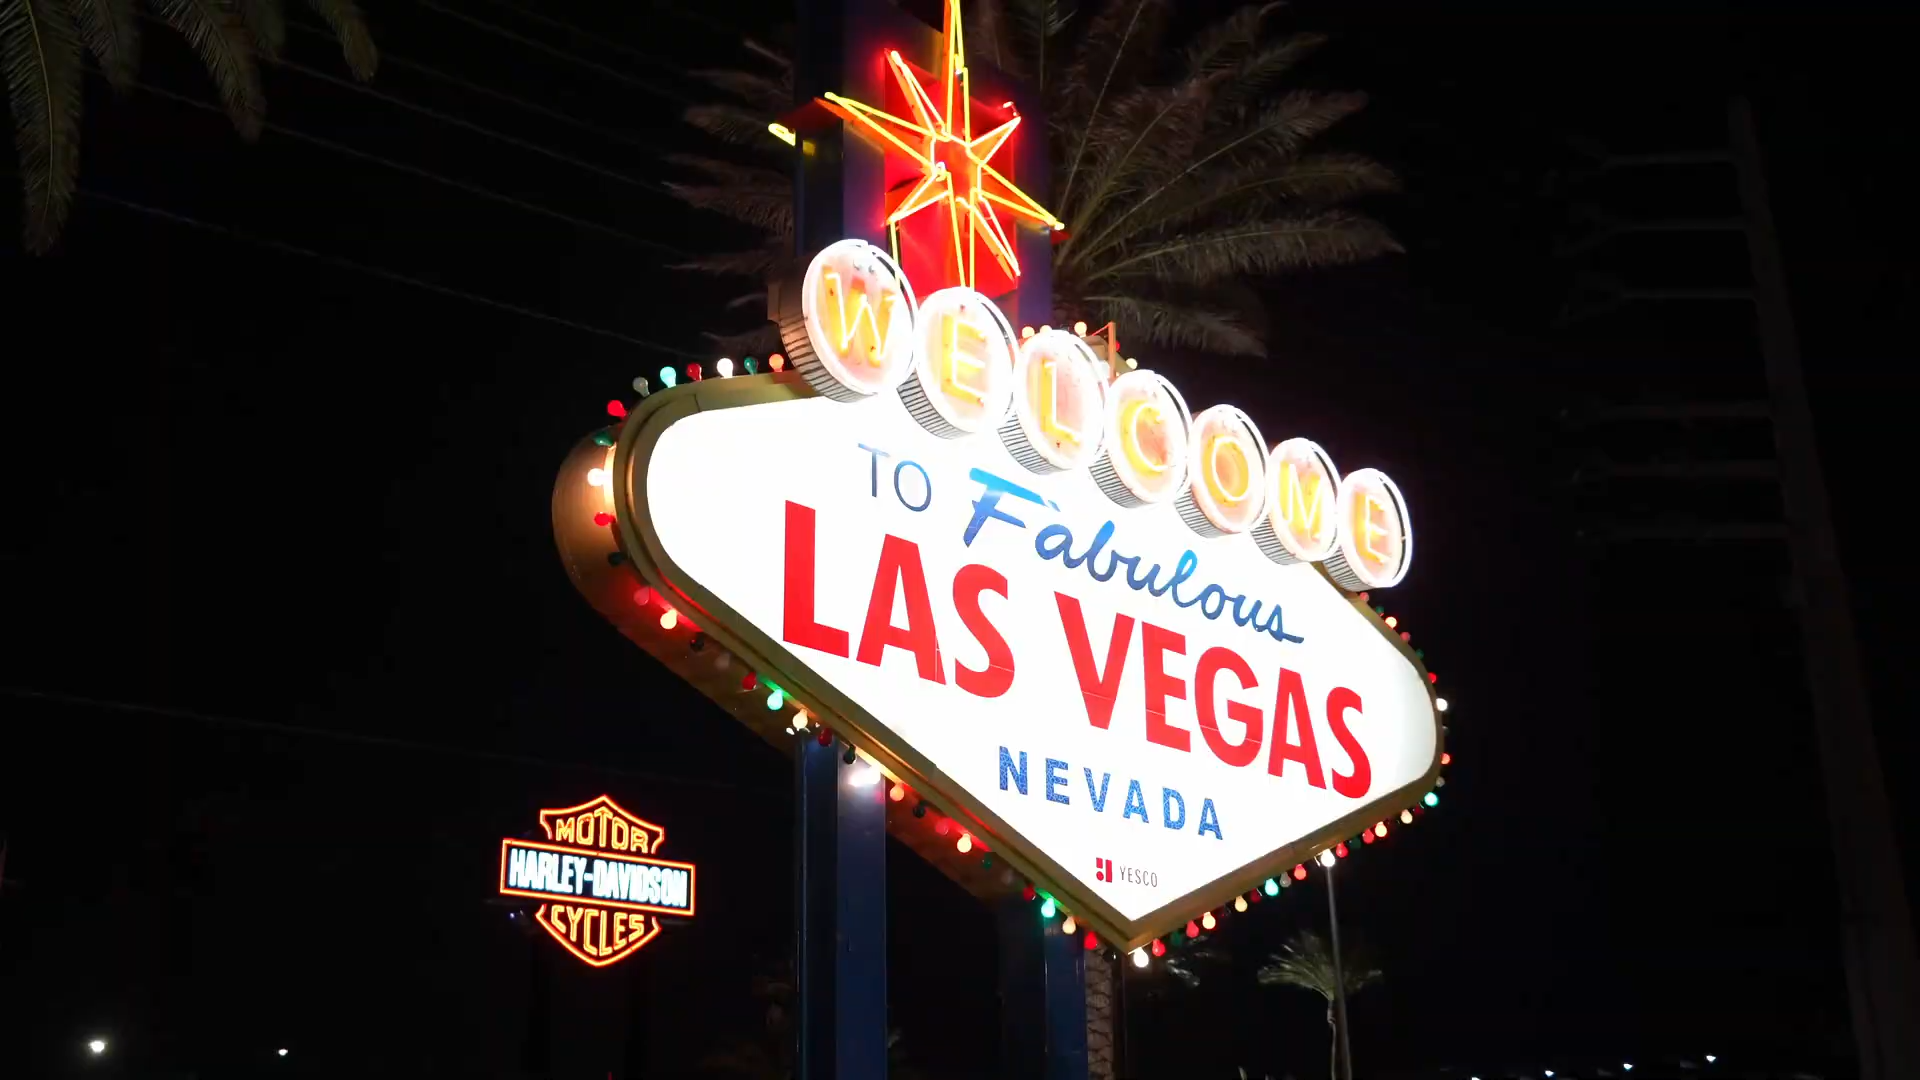 WELCOME
TO Fabulous
LAS VEGAS
NEVADA
YESCO
MOTOR
HARLEY-DAVIDSON
CYCLES